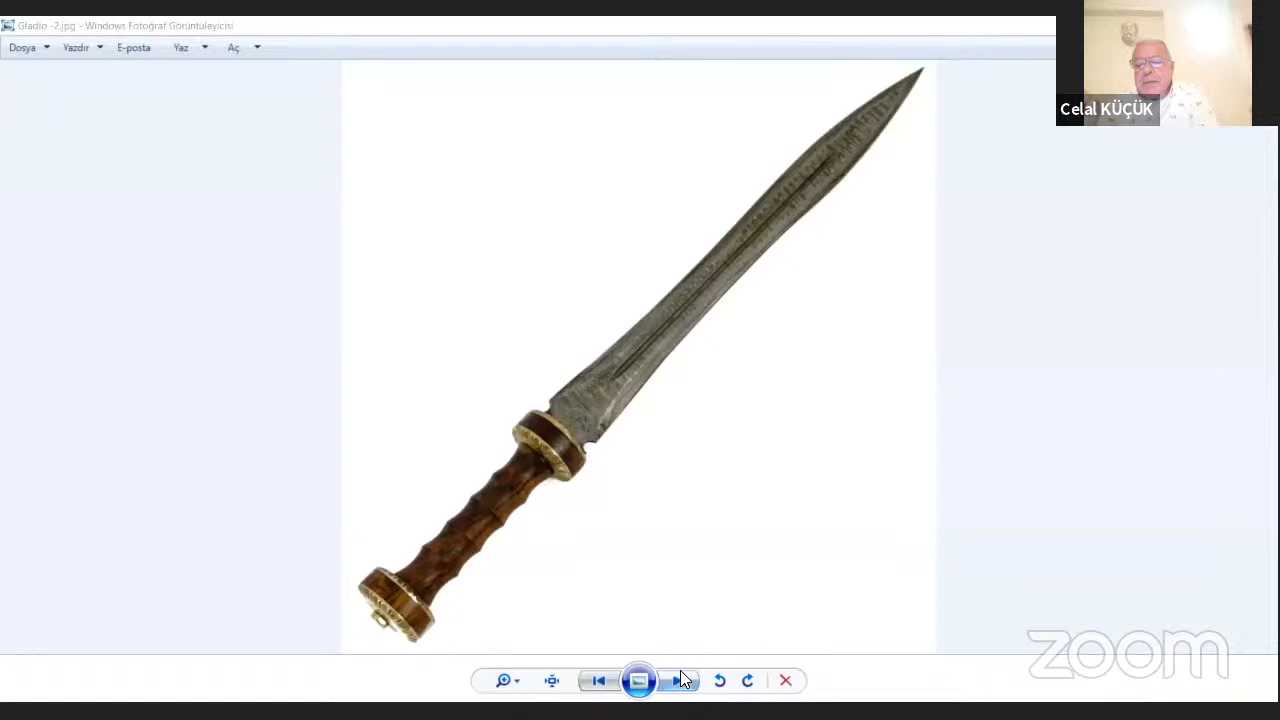 Gladio -2.jpg - Windows Fotoğraf Görüntüleyicisi
Dosya Yazdır E-posta Yaz Aç
Celal KÜÇÜK
zoom